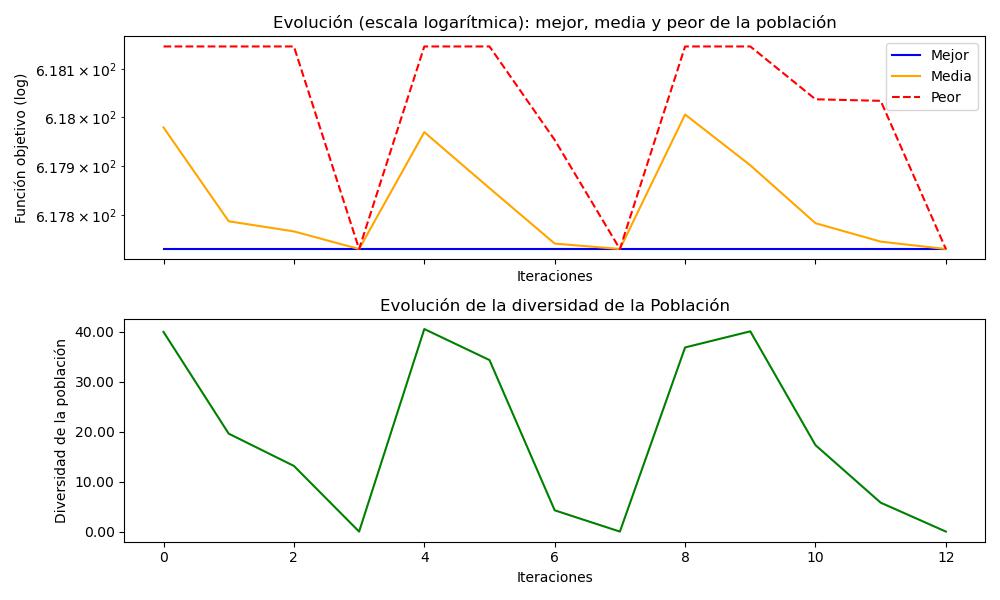 Evolución (escala logarítmica): mejor, media y peor de la población
Función objetivo (log)
6.181 × 10²
6.18 × 10²
6.179 × 10²
6.178 × 10²
Mejor
Media
Peor
Iteraciones
Evolución de la diversidad de la Población
Diversidad de la población
40.00
30.00
20.00
10.00
0.00
0 2 4 6 8 10 12
Iteraciones